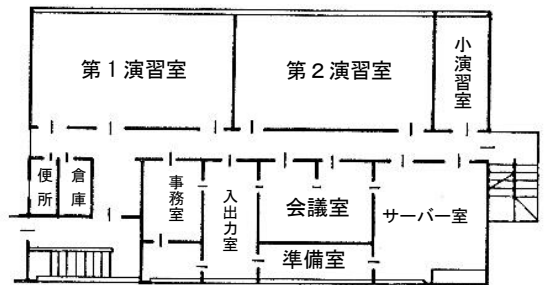 第1演習室
第2演習室
小演習室
便所
倉庫
事務室
入出力室
会議室
サーバー室
準備室